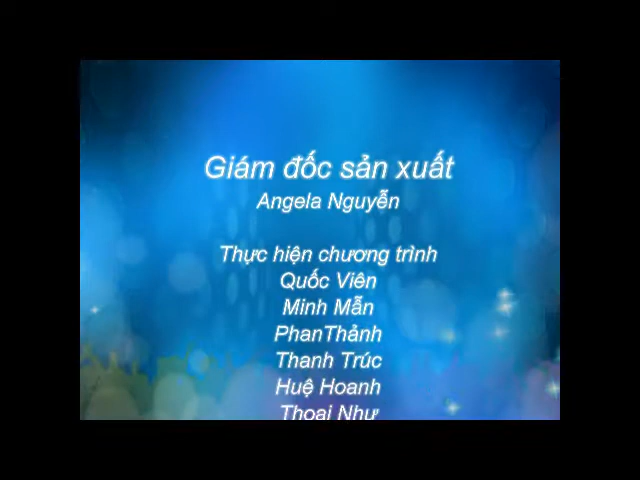 Giám đốc sản xuất
Angela Nguyễn
Thực hiện chương trình
Quốc Viên
Minh Mẫn
PhanThảnh
Thanh Trúc
Huệ Hoanh
Thoại Như